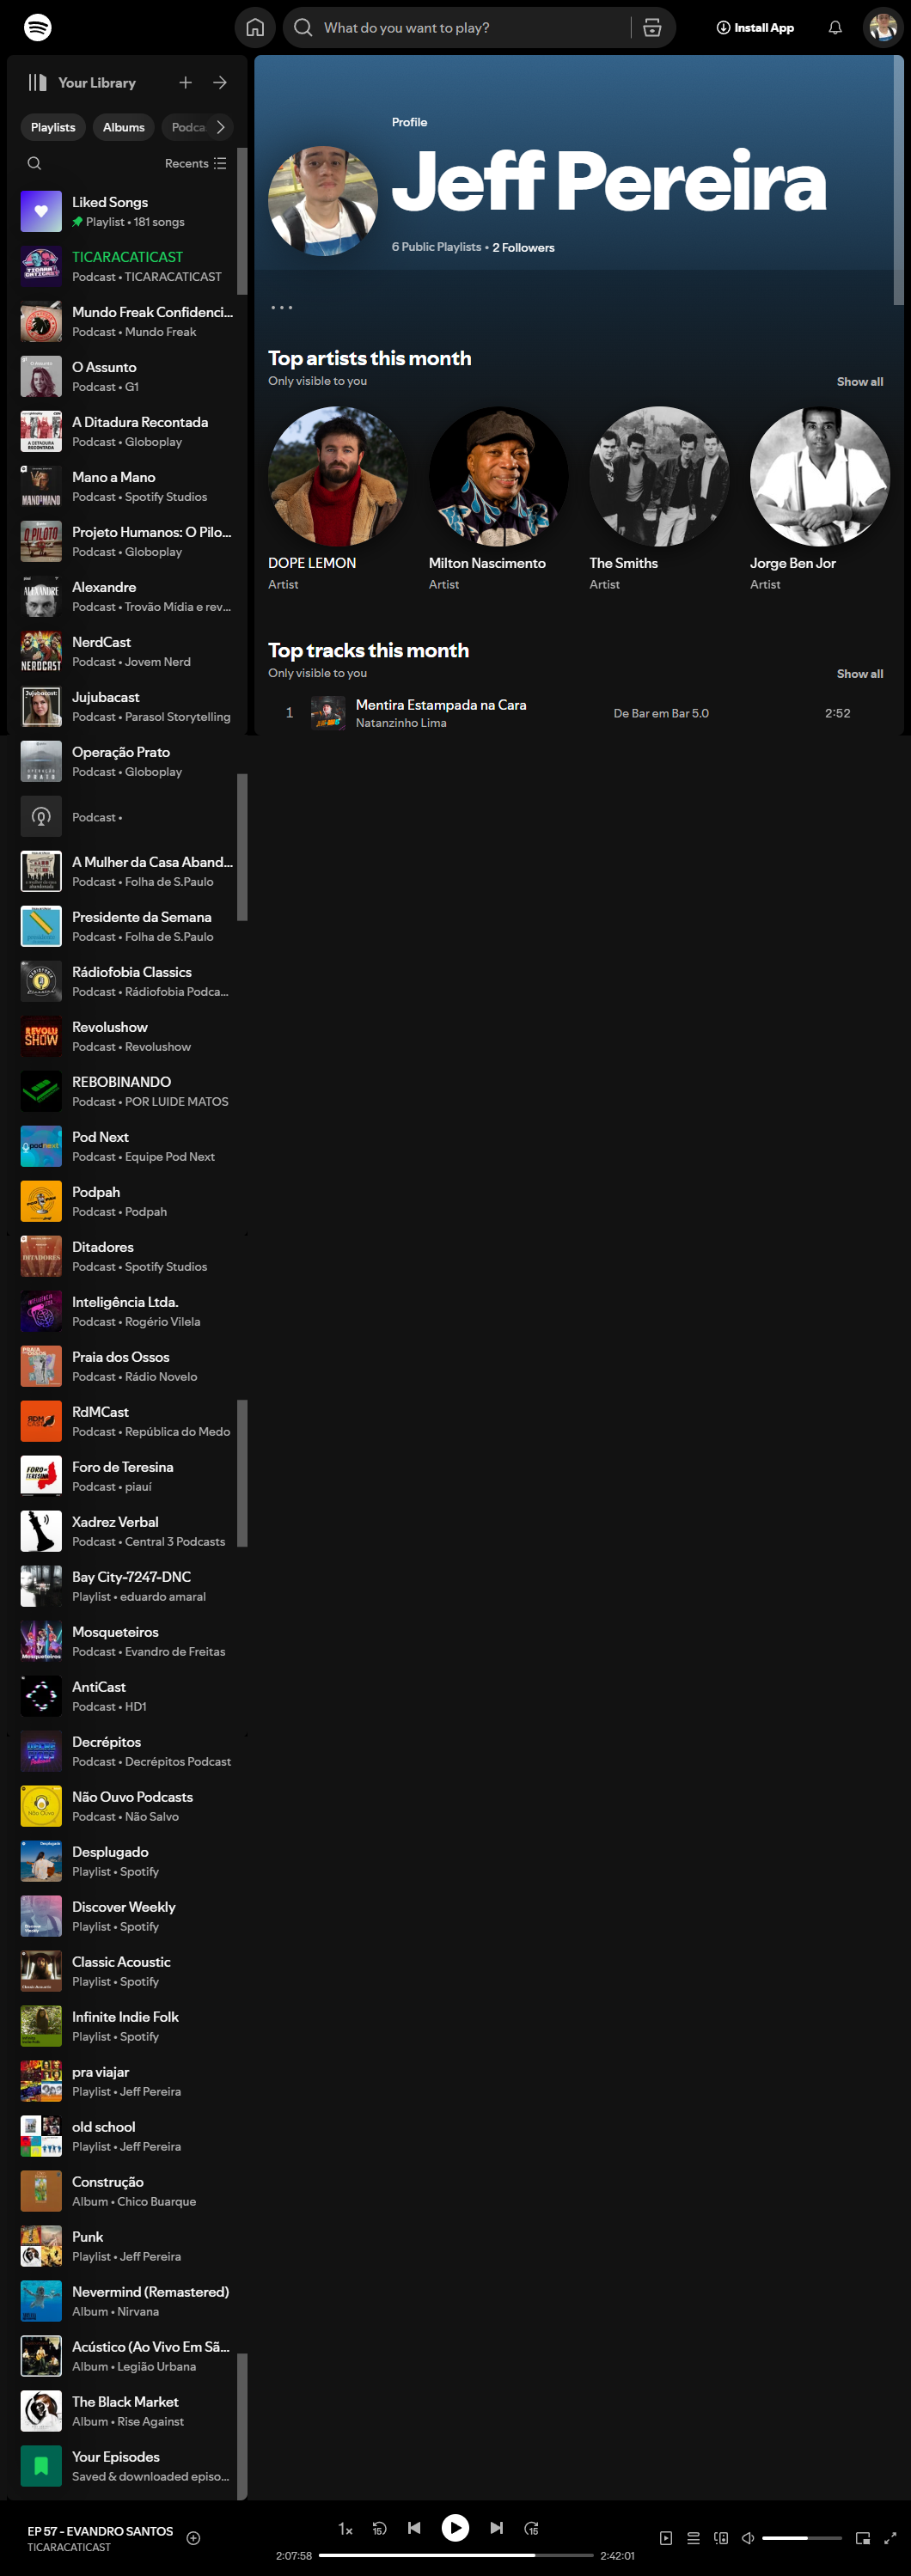 What do you want to play?
Install App
Your Library
Playlists
Albums
Recents
Liked Songs
Playlist • 181 songs
TICARACATICAST
Podcast • TICARACATICAST
Mundo Freak Confidenci...
Podcast • Mundo Freak
O Assunto
Podcast • G1
A Ditadura Recontada
Podcast • Globoplay
Mano a Mano
Podcast • Spotify Studios
Projeto Humanos: O Pilo...
Podcast • Globoplay
Alexandre
Podcast • Trovão Mídia e rev...
NerdCast
Podcast • Jovem Nerd
Jujubacast
Podcast • Parasol Storytelling
Operação Prato
Podcast • Globoplay
Podcast •
A Mulher da Casa Aband...
Podcast • Folha de S.Paulo
Presidente da Semana
Podcast • Folha de S.Paulo
Rádiofobia Classics
Podcast • Rádiofobia Podca...
Revolushow
Podcast • Revolushow
REBOBINANDO
Podcast • POR LUIDE MATOS
Pod Next
Podcast • Equipe Pod Next
Podpah
Podcast • Podpah
Ditadores
Podcast • Spotify Studios
Inteligência Ltda.
Podcast • Rogério Vilela
Praia dos Ossos
Podcast • Rádio Novelo
RdMCast
Podcast • República do Medo
Foro de Teresina
Podcast • piauí
Xadrez Verbal
Podcast • Central 3 Podcasts
Bay City-7247-DNC
Playlist • eduardo amaral
Mosqueteiros
Podcast • Evandro de Freitas
AntiCast
Podcast • HD1
Decrépitos
Podcast • Decrépitos Podcast
Não Ouvo Podcasts
Podcast • Não Salvo
Desplugado
Playlist • Spotify
Discover Weekly
Playlist • Spotify
Classic Acoustic
Playlist • Spotify
Infinite Indie Folk
Playlist • Spotify
pra viajar
Playlist • Jeff Pereira
old school
Playlist • Jeff Pereira
Construção
Album • Chico Buarque
Punk
Playlist • Jeff Pereira
Nevermind (Remastered)
Album • Nirvana
Acústico (Ao Vivo Em Sã...
Album • Legião Urbana
The Black Market
Album • Rise Against
Your Episodes
Saved & downloaded episo...
Profile
Jeff Pereira
6 Public Playlists • 2 Followers
Top artists this month
Only visible to you
Show all
DOPE LEMON
Artist
Milton Nascimento
Artist
The Smiths
Artist
Jorge Ben Jor
Artist
Top tracks this month
Only visible to you
Show all
1
Mentira Estampada na Cara
Natanzinho Lima
De Bar em Bar 5.0
2:52
EP 57 - EVANDRO SANTOS
TICARACATICAST
1x
15
15
2:07:58
2:42:01